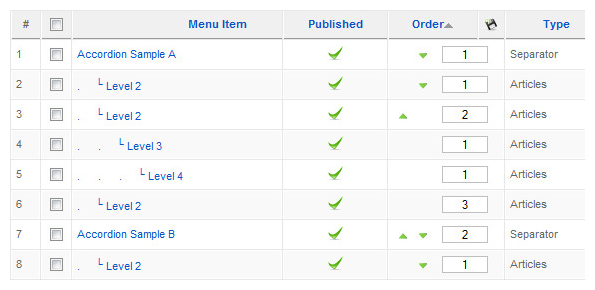 # Menu Item Published Order Type
1 Accordion Sample A 1 Separator
2 . Level 2 1 Articles
3 . Level 2 2 Articles
4 . . Level 3 1 Articles
5 . . . Level 4 1 Articles
6 . Level 2 3 Articles
7 Accordion Sample B 2 Separator
8 . Level 2 1 Articles